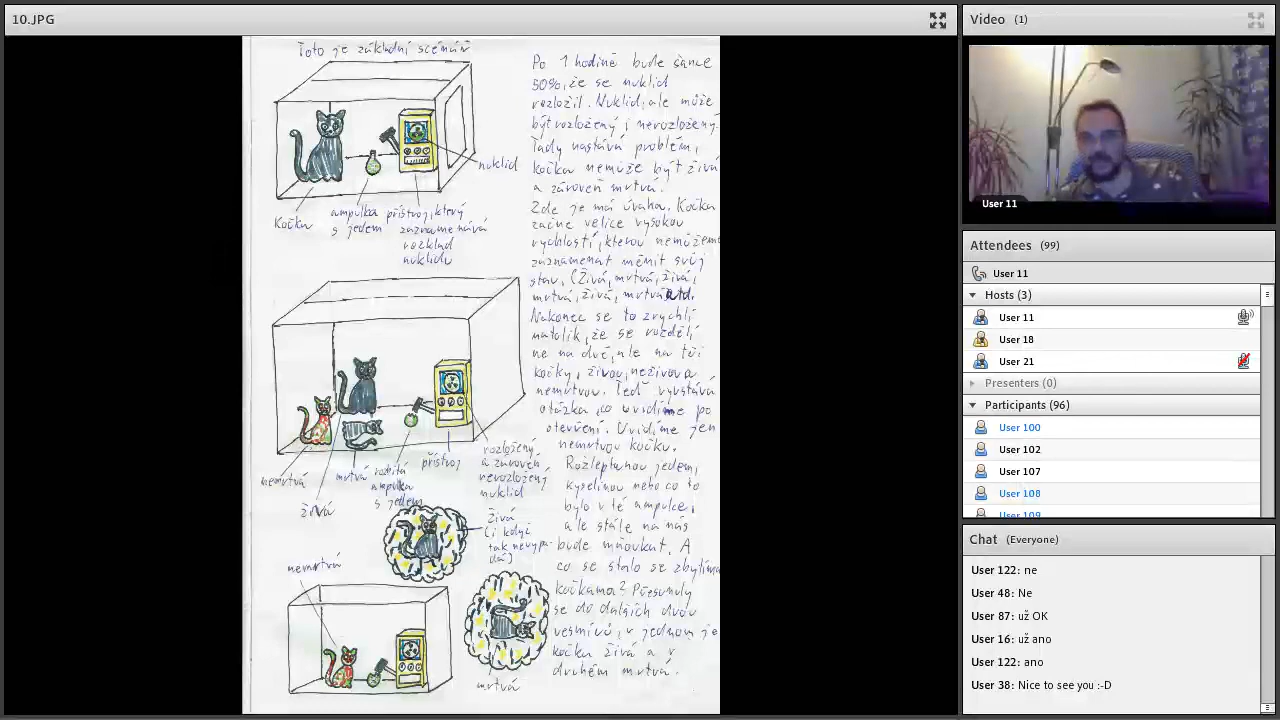 10.JPG
Toto je základní scénář
nuklid
Kočka
ampulka
s jedem
přístroj, který
zaznamenává
rozklad
nuklidu
nemrtvá
živá
mrtvá
rozbitá
ampulka
s jedem
přístroj
rozložený
a zároveň
nerozložený
nuklid
živá
(i když
tak nevypa-
dá)
nemrtvá
mrtvá
Po 1 hodině bude šance
50%, že se nuklid
rozložil. Nuklid, ale může
být rozložený i nerozložený.
Tady nastává problém,
kočka nemůže být živá
a zároveň mrtvá.
Zde je má úvaha. Kočka
začne velice vysokou
rychlostí, kterou nemůžeme
zaznamenat měnit svůj
stav. (Živá, mrtvá, živá,
mrtvá, živá, mrtvá atd.
Nakonec se to zrychlí
natolik, že se rozdělí
ne na dvě, ale na tři
kočky, živou, neživou a
nemrtvou. Teď vyvstává
otázka, co uvidíme po
otevření. Uvidíme jen
nemrtvou kočku.
Rozleptanou jedem,
kyselinou nebo co to
bylo v té ampulce,
ale stále na nás
bude mňoukat. A
co se stalo se zbylýma
kočkama? Přesunuly
se do dalších dvou
vesmírů, v jednom je
kočka živá a v
druhém mrtvá.
Video (1)
User 11
Attendees (99)
User 11
Hosts (3)
User 11
User 18
User 21
Presenters (0)
Participants (96)
User 100
User 102
User 107
User 108
User 109
Chat (Everyone)
User 122: ne
User 48: Ne
User 87: už OK
User 16: už ano
User 122: ano
User 38: Nice to see you :-D